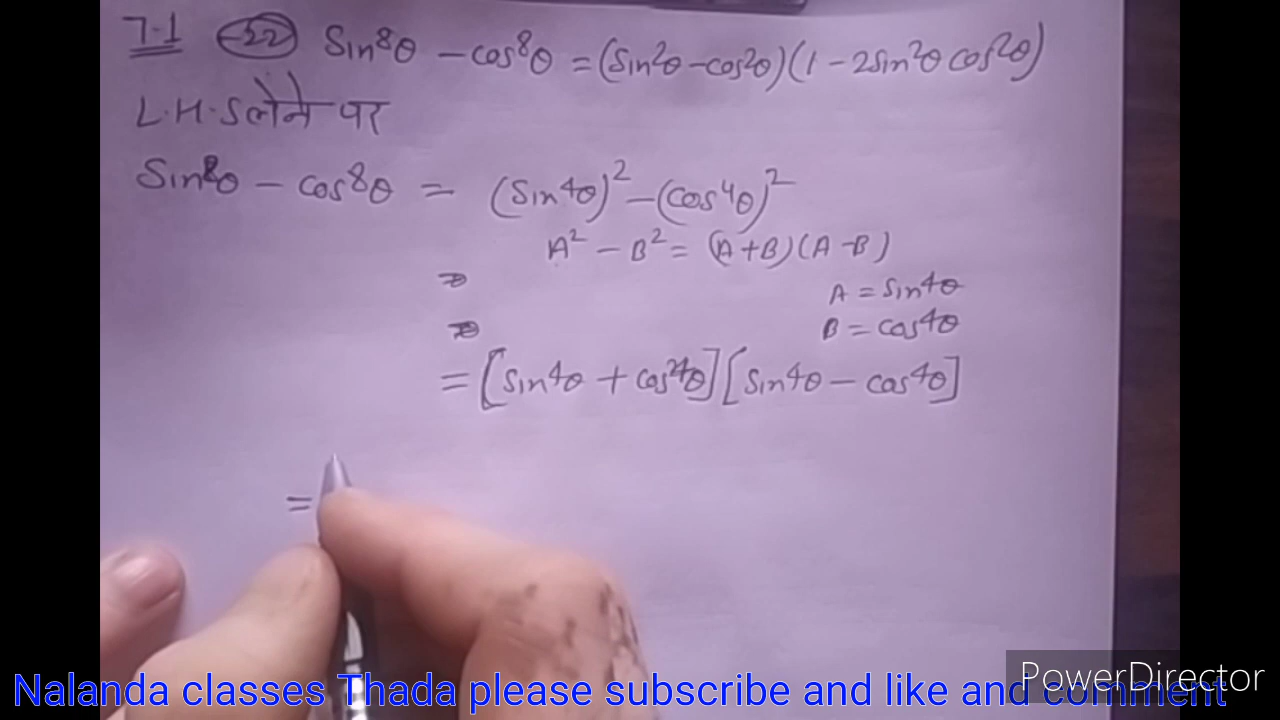 7.1 22 Sin⁸θ - cos⁸θ = (Sin²θ - cos²θ)(1 - 2sin²θ cos²θ)
L.H.S लेने पर
Sin⁸θ - cos⁸θ = (Sin⁴θ)² - (cos⁴θ)²
A² - B² = (A+B)(A-B)
⇒ A = sin⁴θ
⇒ B = cos⁴θ
= [sin⁴θ + cos⁴θ][sin⁴θ - cos⁴θ]
=
PowerDirector
Nalanda classes Thada please subscribe and like and comment